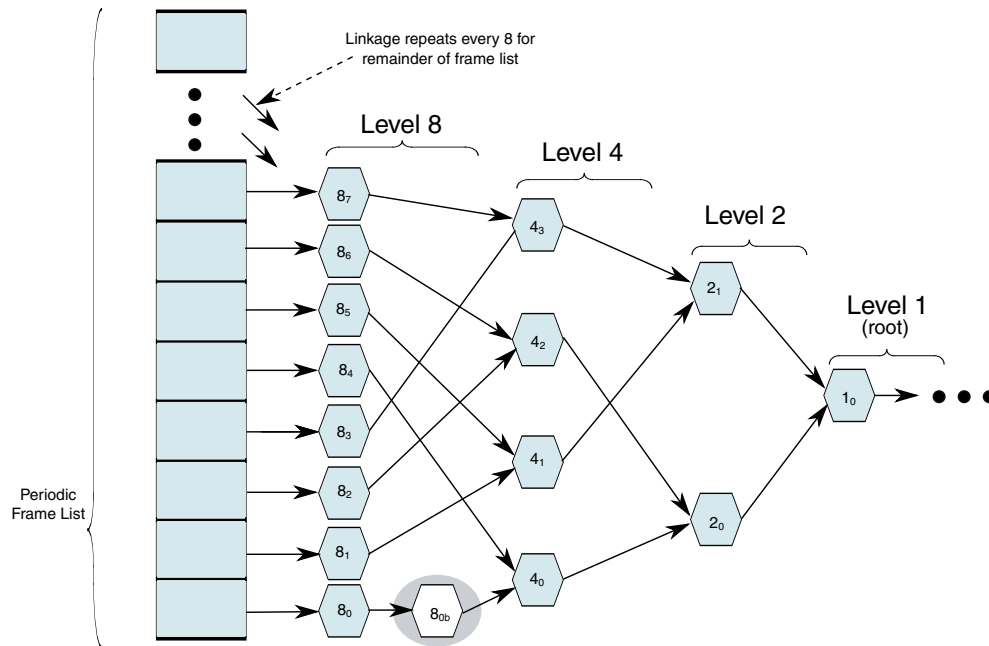 Linkage repeats every 8 for
remainder of frame list
Level 8
Level 4
Level 2
Level 1
(root)
8₇
8₆
8₅
8₄
8₃
8₂
8₁
8₀
8₀b
4₃
4₂
4₁
4₀
2₁
2₀
1₀
Periodic
Frame List